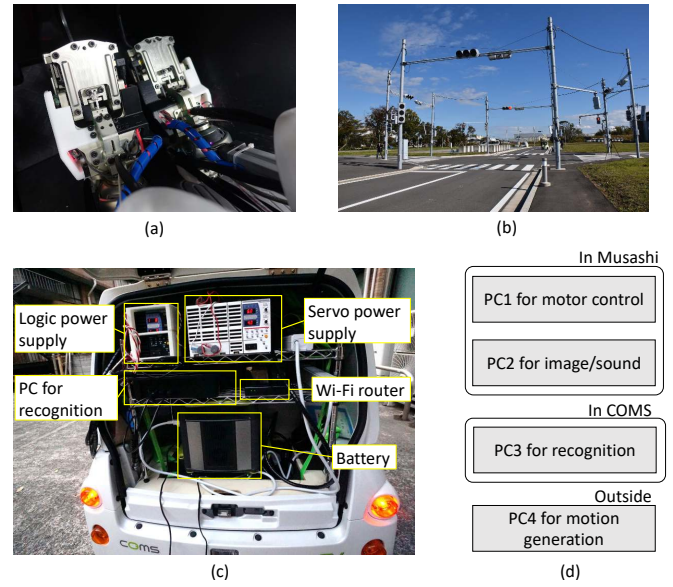 (a)
(b)
Logic power
supply
Servo power
supply
PC for
recognition
Wi-Fi router
Battery
COMS
(c)
In Musashi
PC1 for motor control
PC2 for image/sound
In COMS
PC3 for recognition
Outside
PC4 for motion
generation
(d)